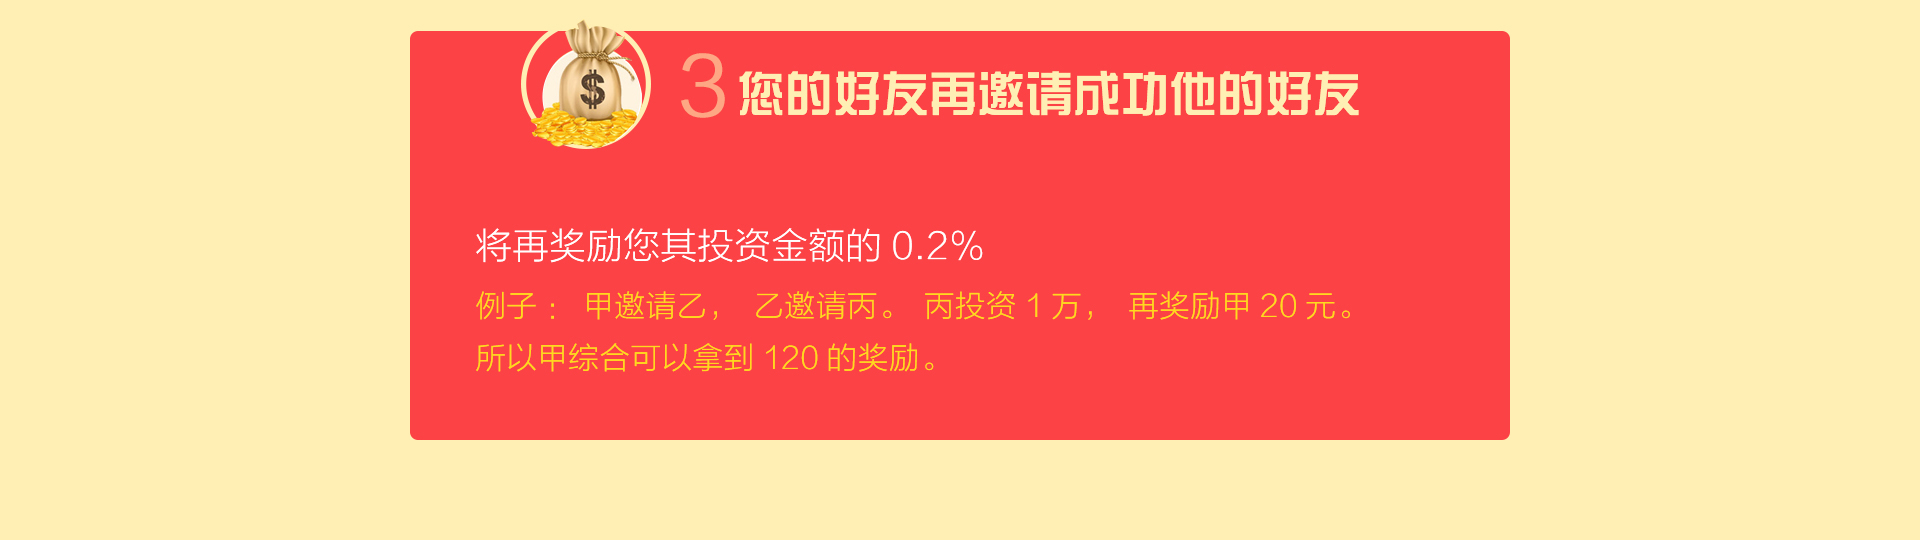 3 您的好友再邀请成功他的好友
将再奖励您其投资金额的 0.2%
例子： 甲邀请乙， 乙邀请丙。 丙投资 1 万， 再奖励甲 20 元。
所以甲综合可以拿到 120 的奖励。
$